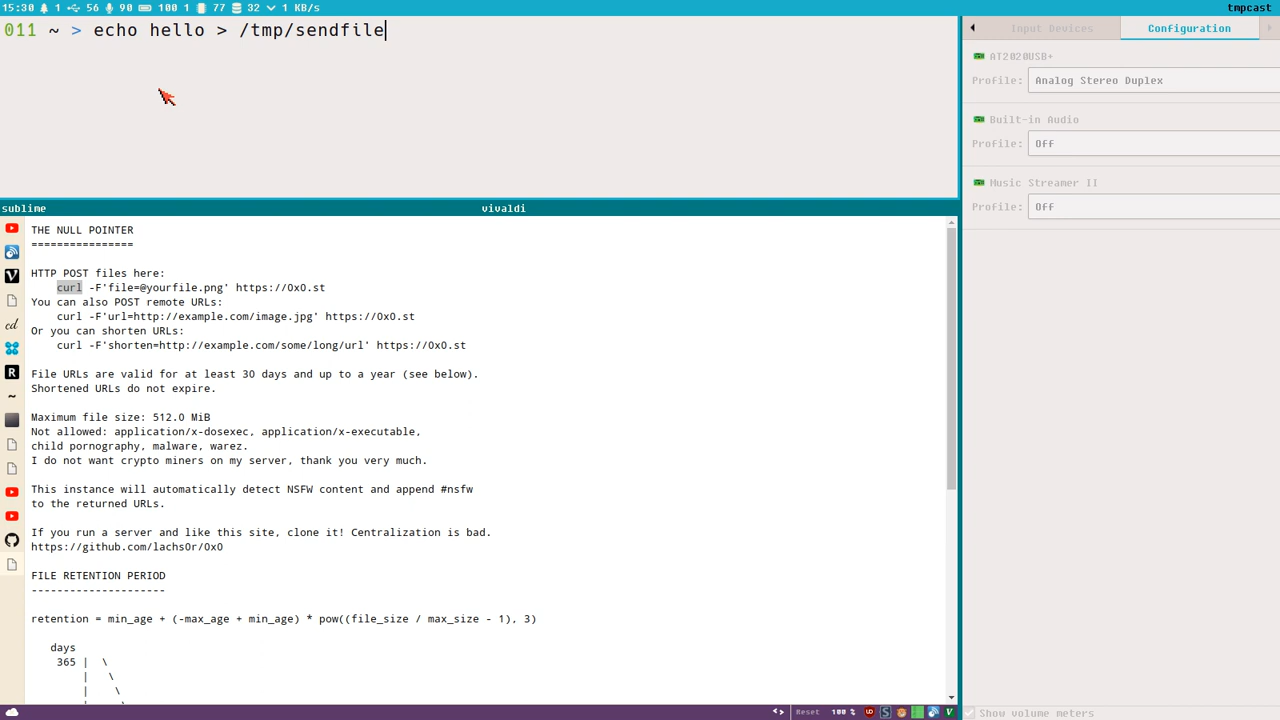 15:30 1 56 90 100 1 77 32 1 KB/s tmpcast
011 ~ > echo hello > /tmp/sendfile
Input Devices Configuration
AT2020USB+
Profile: Analog Stereo Duplex
Built-in Audio
Profile: Off
Music Streamer II
Profile: Off
Show volume meters
sublime vivaldi
THE NULL POINTER
================
HTTP POST files here:
curl -F'file=@yourfile.png' https://0x0.st
You can also POST remote URLs:
curl -F'url=http://example.com/image.jpg' https://0x0.st
Or you can shorten URLs:
curl -F'shorten=http://example.com/some/long/url' https://0x0.st
File URLs are valid for at least 30 days and up to a year (see below).
Shortened URLs do not expire.
Maximum file size: 512.0 MiB
Not allowed: application/x-dosexec, application/x-executable,
child pornography, malware, warez.
I do not want crypto miners on my server, thank you very much.
This instance will automatically detect NSFW content and append #nsfw
to the returned URLs.
If you run a server and like this site, clone it! Centralization is bad.
https://github.com/lachs0r/0x0
FILE RETENTION PERIOD
---------------------
retention = min_age + (-max_age + min_age) * pow((file_size / max_size - 1), 3)
days
365 | \
| \
| \
Reset 100 %